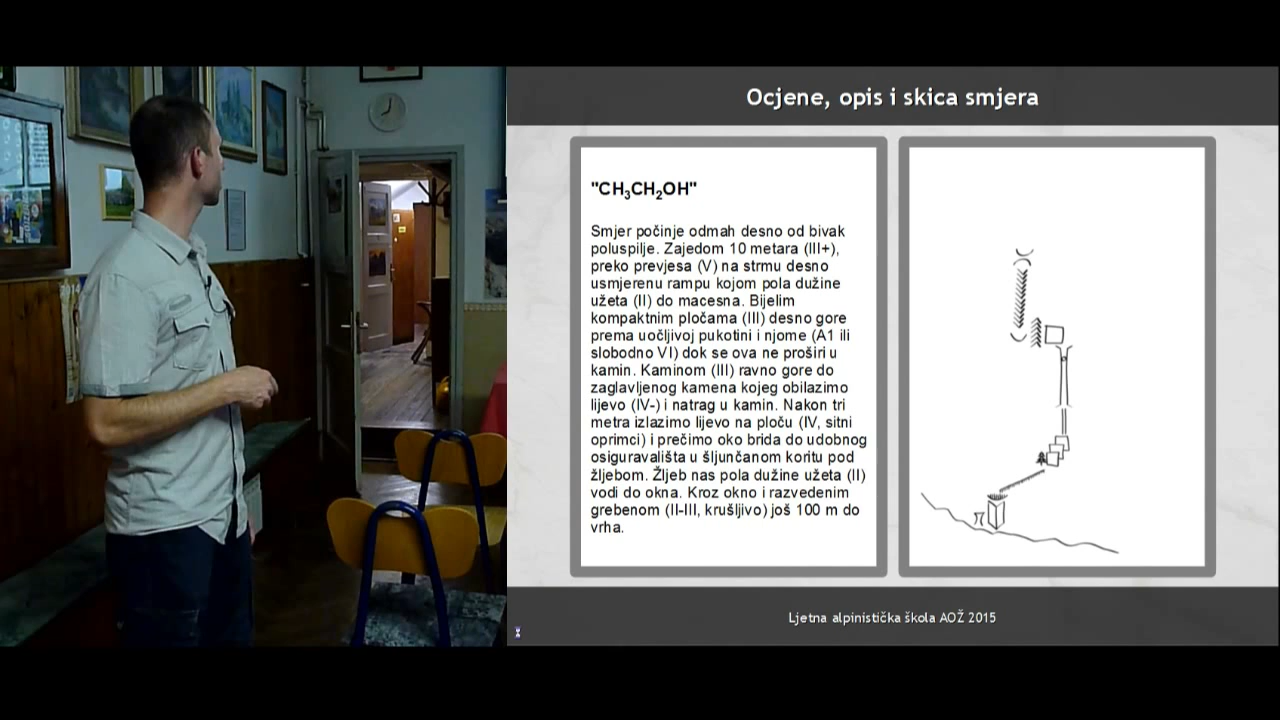 Ocjene, opis i skica smjera
"CH₃CH₂OH"
Smjer počinje odmah desno od bivak
poluspilje. Zajedom 10 metara (III+),
preko prevjesa (V) na strmu desno
usmjerenu rampu kojom pola dužine
užeta (II) do macesna. Bijelim
kompaktnim pločama (III) desno gore
prema uočljivoj pukotini i njome (A1 ili
slobodno VI) dok se ova ne proširi u
kamin. Kaminom (III) ravno gore do
zaglavljenog kamena kojeg obilazimo
lijevo (IV-) i natrag u kamin. Nakon tri
metra izlazimo lijevo na ploču (IV, sitni
oprimci) i prečimo oko brida do udobnog
osiguravališta u šljunčanom koritu pod
žljebom. Žljeb nas pola dužine užeta (II)
vodi do okna. Kroz okno i razvedenim
grebenom (II-III, krušljivo) još 100 m do
vrha.
Ljetna alpinistička škola AOŽ 2015